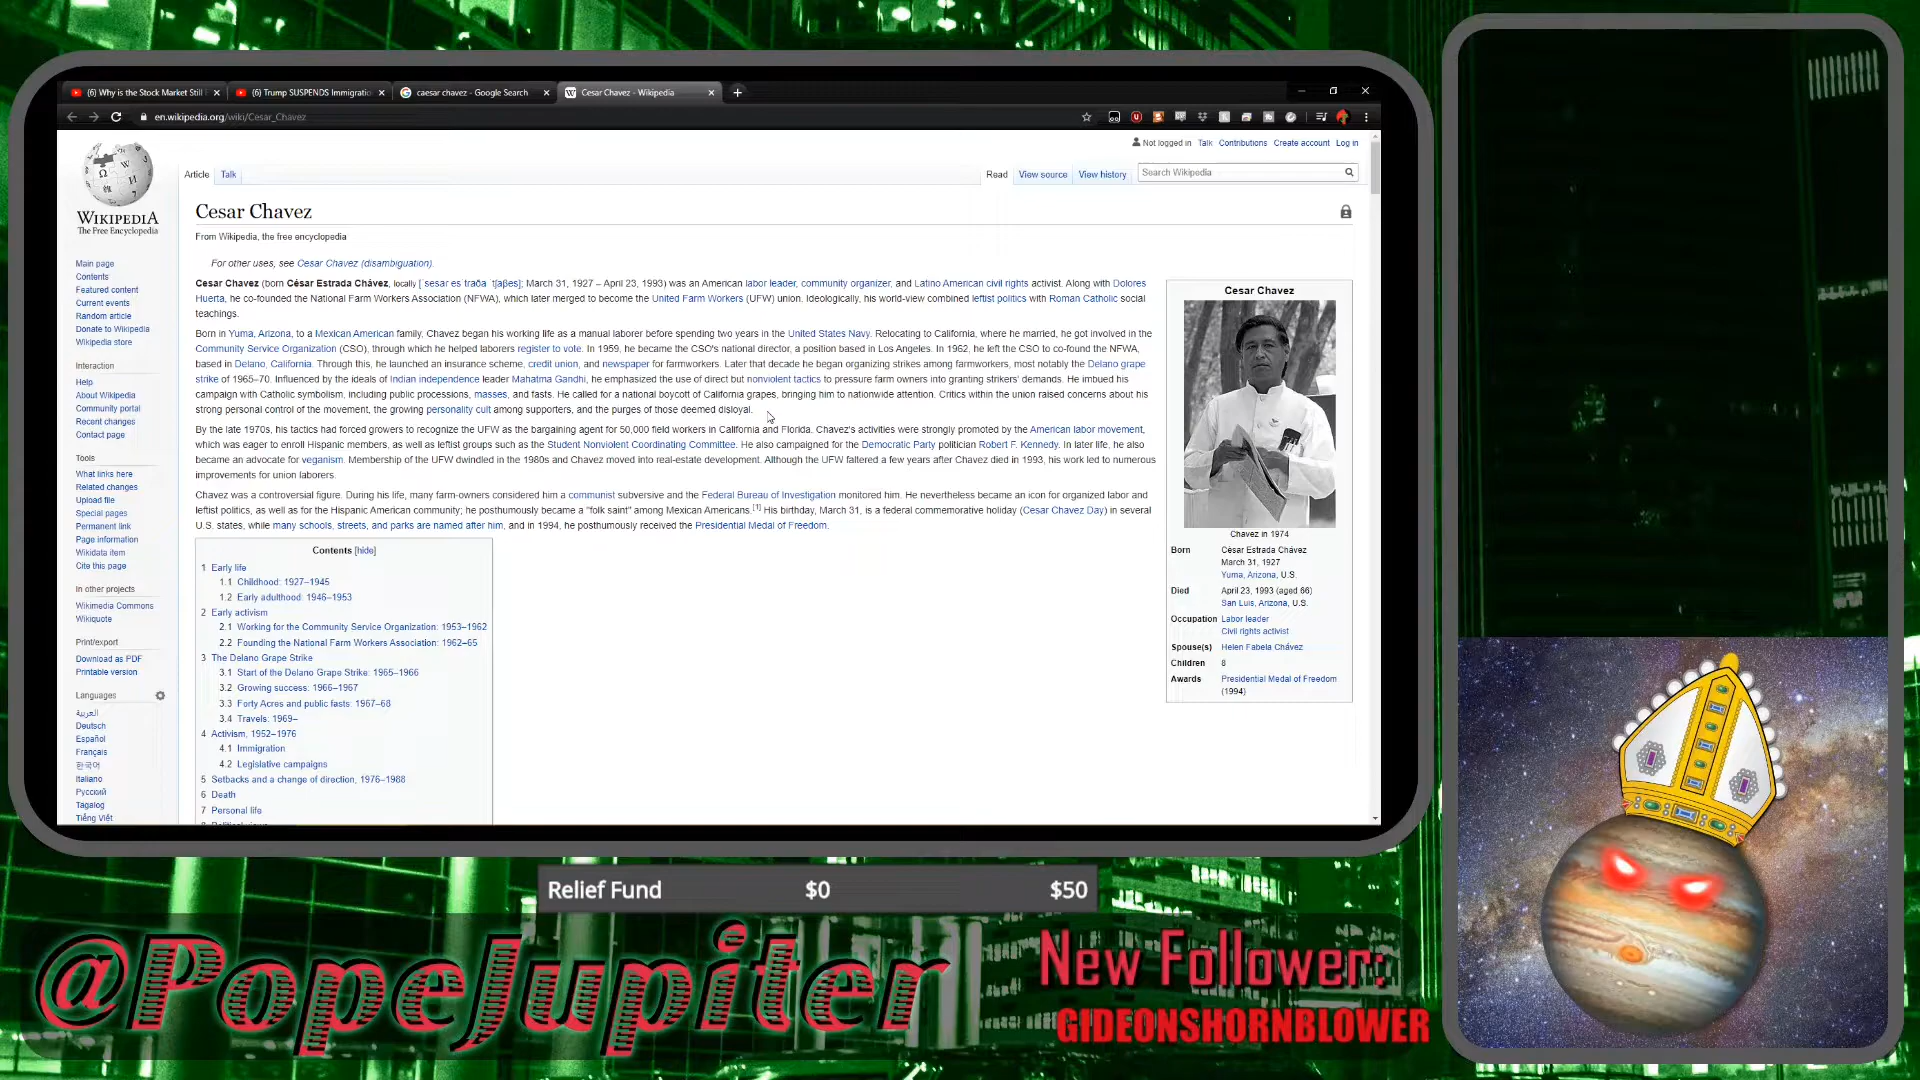 (6) Why is the Stock Market Still
(6) Trump SUSPENDS Immigratio
caesar chavez - Google Search
Cesar Chavez - Wikipedia
en.wikipedia.org/wiki/Cesar_Chavez
Not logged in Talk Contributions Create account Log in
Article Talk
Read View source View history
Search Wikipedia
WIKIPEDIA
The Free Encyclopedia
Main page
Contents
Featured content
Current events
Random article
Donate to Wikipedia
Wikipedia store
Interaction
Help
About Wikipedia
Community portal
Recent changes
Contact page
Tools
What links here
Related changes
Upload file
Special pages
Permanent link
Page information
Wikidata item
Cite this page
In other projects
Wikimedia Commons
Wikiquote
Print/export
Download as PDF
Printable version
Languages
العربية
Deutsch
Español
Français
한국어
Italiano
Русский
Tagalog
Tiếng Việt
Cesar Chavez
From Wikipedia, the free encyclopedia
For other uses, see Cesar Chavez (disambiguation).
Cesar Chavez (born César Estrada Chávez, locally [ˈsesaɾ esˈtɾaða ˈtʃaβes]; March 31, 1927 – April 23, 1993) was an American labor leader, community organizer, and Latino American civil rights activist. Along with Dolores
Huerta, he co-founded the National Farm Workers Association (NFWA), which later merged to become the United Farm Workers (UFW) union. Ideologically, his world-view combined leftist politics with Roman Catholic social
teachings.
Born in Yuma, Arizona, to a Mexican American family, Chavez began his working life as a manual laborer before spending two years in the United States Navy. Relocating to California, where he married, he got involved in the
Community Service Organization (CSO), through which he helped laborers register to vote. In 1959, he became the CSO's national director, a position based in Los Angeles. In 1962, he left the CSO to co-found the NFWA,
based in Delano, California. Through this, he launched an insurance scheme, credit union, and newspaper for farmworkers. Later that decade he began organizing strikes among farmworkers, most notably the Delano grape
strike of 1965–70. Influenced by the ideals of Indian independence leader Mahatma Gandhi, he emphasized the use of direct but nonviolent tactics to pressure farm owners into granting strikers' demands. He imbued his
campaign with Catholic symbolism, including public processions, masses, and fasts. He called for a national boycott of California grapes, bringing him to nationwide attention. Critics within the union raised concerns about his
strong personal control of the movement, the growing personality cult among supporters, and the purges of those deemed disloyal.
By the late 1970s, his tactics had forced growers to recognize the UFW as the bargaining agent for 50,000 field workers in California and Florida. Chavez's activities were strongly promoted by the American labor movement,
which was eager to enroll Hispanic members, as well as leftist groups such as the Student Nonviolent Coordinating Committee. He also campaigned for the Democratic Party politician Robert F. Kennedy. In later life, he also
became an advocate for veganism. Membership of the UFW dwindled in the 1980s and Chavez moved into real-estate development. Although the UFW faltered a few years after Chavez died in 1993, his work led to numerous
improvements for union laborers.
Chavez was a controversial figure. During his life, many farm-owners considered him a communist subversive and the Federal Bureau of Investigation monitored him. He nevertheless became an icon for organized labor and
leftist politics, as well as for the Hispanic American community; he posthumously became a "folk saint" among Mexican Americans.[1] His birthday, March 31, is a federal commemorative holiday (Cesar Chavez Day) in several
U.S. states, while many schools, streets, and parks are named after him, and in 1994, he posthumously received the Presidential Medal of Freedom.
Contents [hide]
1 Early life
1.1 Childhood: 1927–1945
1.2 Early adulthood: 1946–1953
2 Early activism
2.1 Working for the Community Service Organization: 1953–1962
2.2 Founding the National Farm Workers Association: 1962–65
3 The Delano Grape Strike
3.1 Start of the Delano Grape Strike: 1965–1966
3.2 Growing success: 1966–1967
3.3 Forty Acres and public fasts: 1967–68
3.4 Travels: 1969–
4 Activism, 1952–1976
4.1 Immigration
4.2 Legislative campaigns
5 Setbacks and a change of direction, 1976–1988
6 Death
7 Personal life
Cesar Chavez
Chavez in 1974
Born César Estrada Chávez
March 31, 1927
Yuma, Arizona, U.S.
Died April 23, 1993 (aged 66)
San Luis, Arizona, U.S.
Occupation Labor leader
Civil rights activist
Spouse(s) Helen Fabela Chávez
Children 8
Awards Presidential Medal of Freedom
(1994)
Relief Fund $0 $50
@PopeJupiter
New Follower:
GIDEONSHORNBLOWER